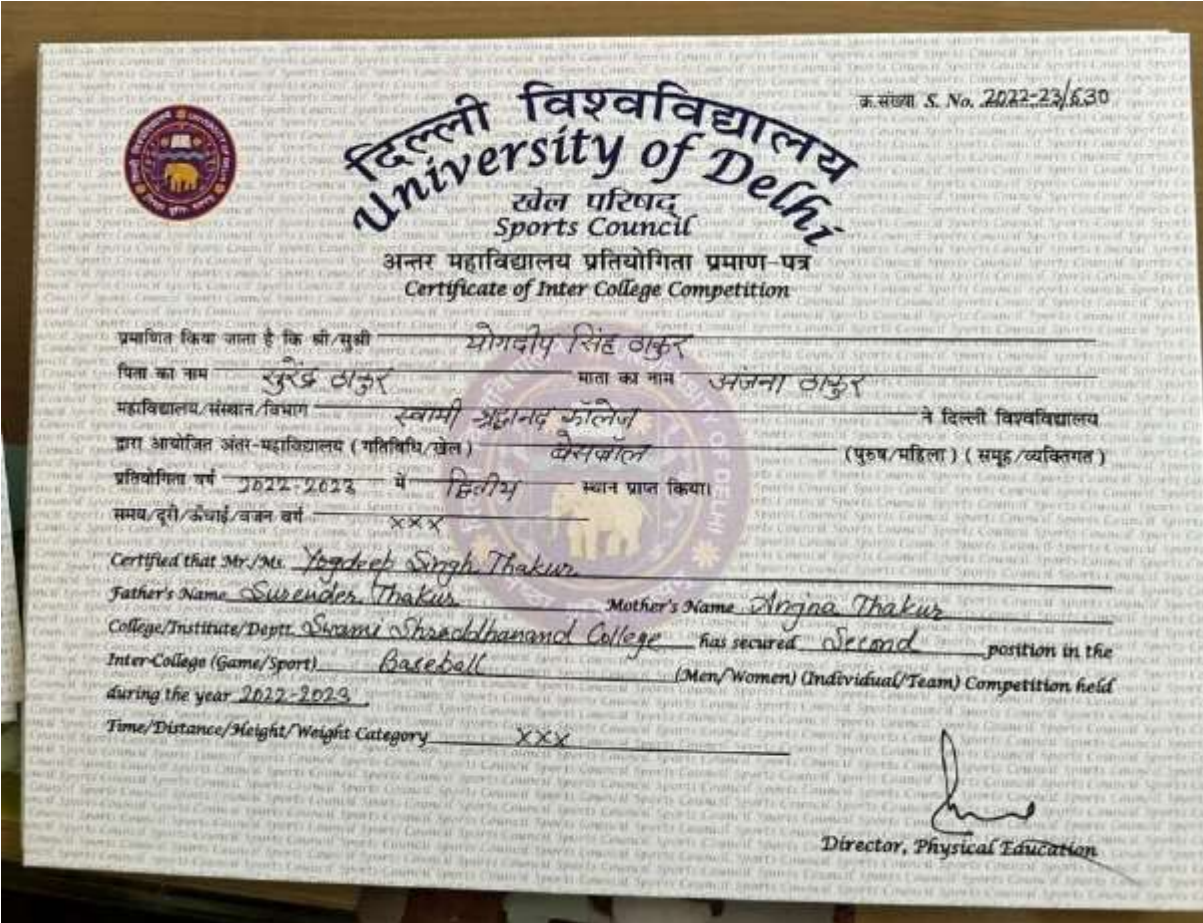 क्र.संख्या S. No. 2022-23/630
दिल्ली विश्वविद्यालय
University of Delhi
खेल परिषद्
Sports Council
अन्तर महाविद्यालय प्रतियोगिता प्रमाण-पत्र
Certificate of Inter College Competition
प्रमाणित किया जाता है कि श्री/सुश्री योगदीप सिंह ठाकुर
पिता का नाम सुरेंद्र ठाकुर माता का नाम अंजना ठाकुर
महाविद्यालय/संस्थान/विभाग स्वामी श्रद्धानंद कॉलेज ने दिल्ली विश्वविद्यालय
द्वारा आयोजित अंतर-महाविद्यालय (गतिविधि/खेल) बेसबॉल (पुरुष/महिला) (समूह/व्यक्तिगत)
प्रतियोगिता वर्ष 2022-2023 में द्वितीय स्थान प्राप्त किया।
समय/दूरी/ऊँचाई/वजन वर्ग xxx
Certified that Mr./Ms. Yogdeep Singh Thakur
Father's Name Surender Thakur Mother's Name Anjna Thakur
College/Institute/Deptt. Swami Shraddhanand College has secured Second position in the
Inter-College (Game/Sport) Baseball (Men/Women) (Individual/Team) Competition held
during the year 2022-2023.
Time/Distance/Height/Weight Category XXX
Director, Physical Education